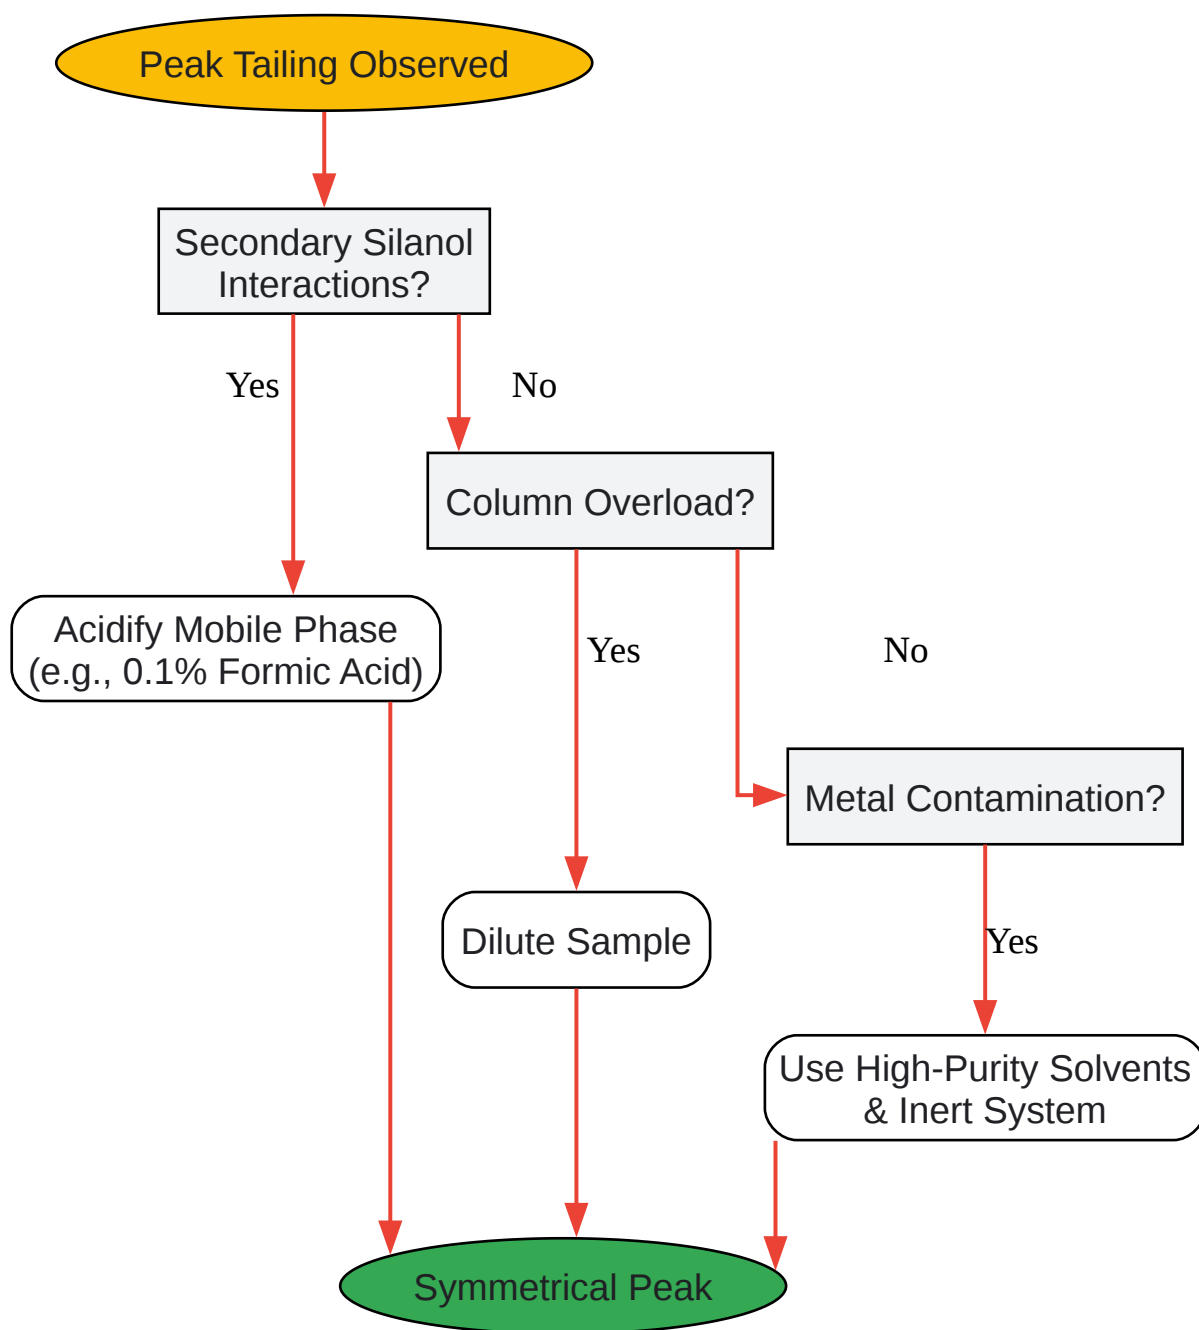 Peak Tailing Observed
Secondary Silanol
Interactions?
Yes
No
Column Overload?
Acidify Mobile Phase
(e.g., 0.1% Formic Acid)
Yes
No
Metal Contamination?
Dilute Sample
Yes
Use High-Purity Solvents
& Inert System
Symmetrical Peak